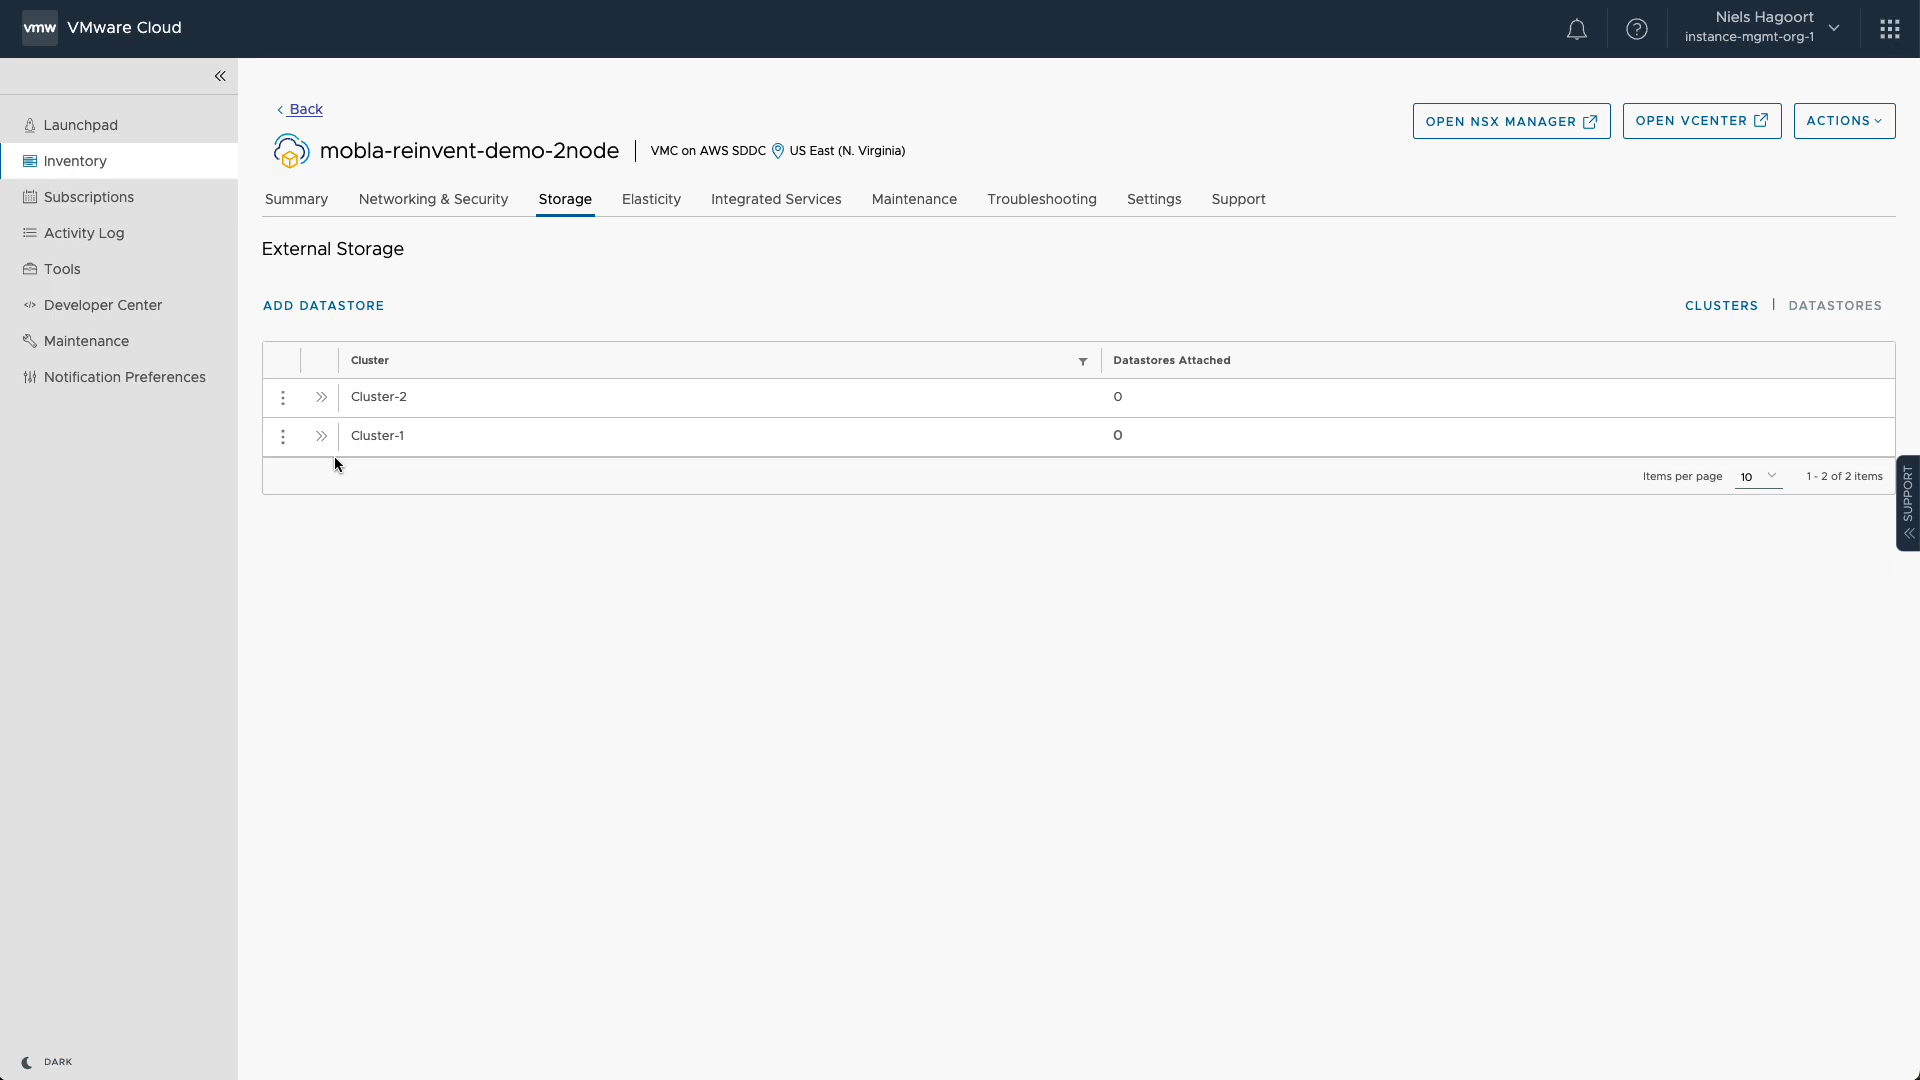 vmw VMware Cloud
Niels Hagoort
instance-mgmt-org-1
Launchpad
Inventory
Subscriptions
Activity Log
Tools
Developer Center
Maintenance
Notification Preferences
DARK
Back
mobla-reinvent-demo-2node VMC on AWS SDDC US East (N. Virginia)
OPEN NSX MANAGER OPEN VCENTER ACTIONS
Summary Networking & Security Storage Elasticity Integrated Services Maintenance Troubleshooting Settings Support
External Storage
ADD DATASTORE CLUSTERS | DATASTORES
Cluster Datastores Attached
Cluster-2 0
Cluster-1 0
Items per page 10 1 - 2 of 2 items
SUPPORT